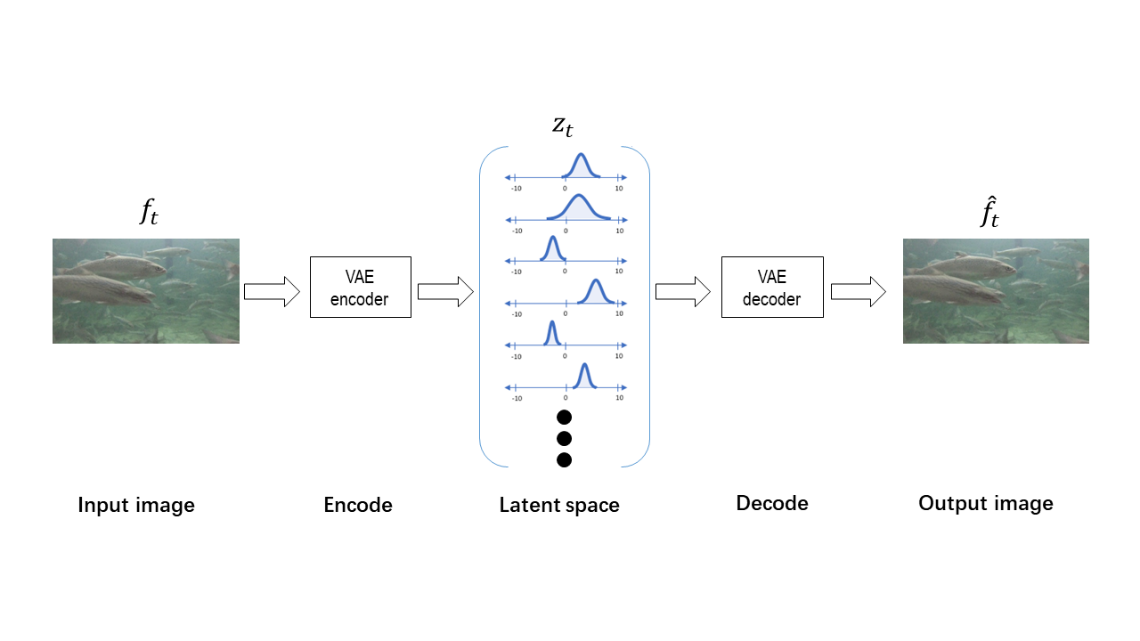 z_t
-10 0 10
f_t
-10 0 10
f̂_t
-10 0 10
VAE
encoder
VAE
decoder
-10 0 10
-10 0 10
-10 0 10
Input image
Encode
Latent space
Decode
Output image